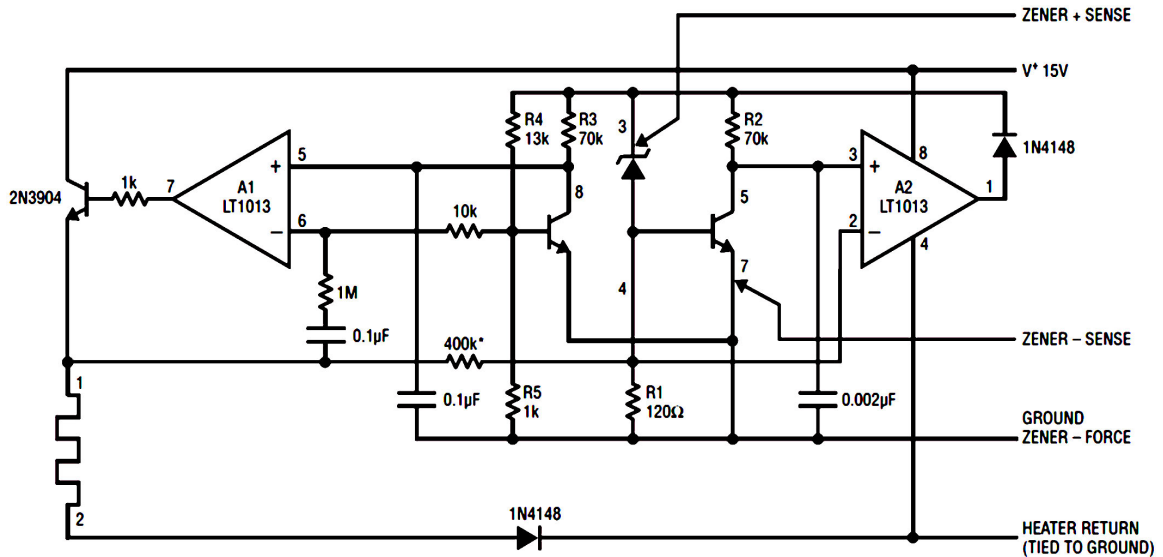 ZENER + SENSE
V+ 15V
R4
13k
R3
70k
3
R2
70k
1N4148
5
+
A1
LT1013
7
1k
2N3904
6
−
8
10k
5
3
+
8
A2
LT1013
1
2
−
4
7
4
1M
0.1µF
400k*
ZENER − SENSE
1
0.1µF
R5
1k
R1
120Ω
0.002µF
GROUND
ZENER − FORCE
2
1N4148
HEATER RETURN
(TIED TO GROUND)